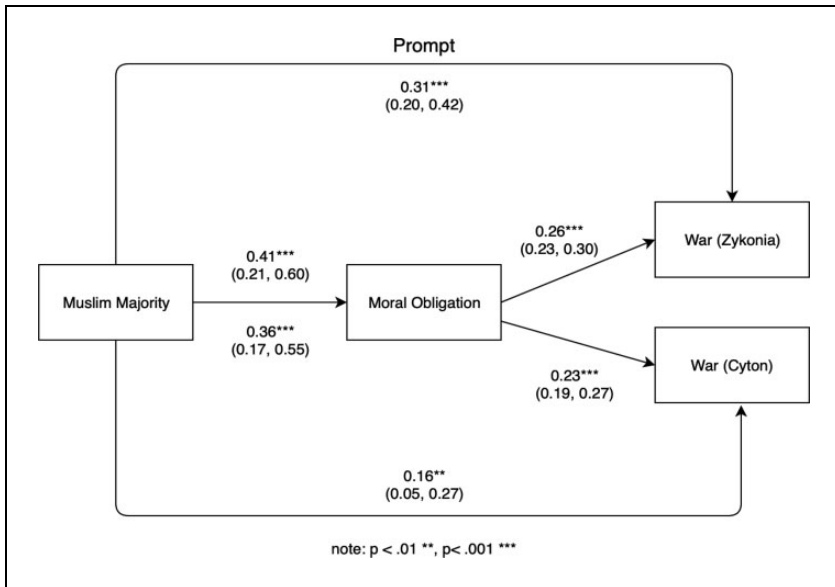 Prompt
0.31***
(0.20, 0.42)
0.26***
(0.23, 0.30)
War (Zykonia)
0.41***
(0.21, 0.60)
Muslim Majority
Moral Obligation
0.36***
(0.17, 0.55)
War (Cyton)
0.23***
(0.19, 0.27)
0.16**
(0.05, 0.27)
note: p < .01 **, p< .001 ***